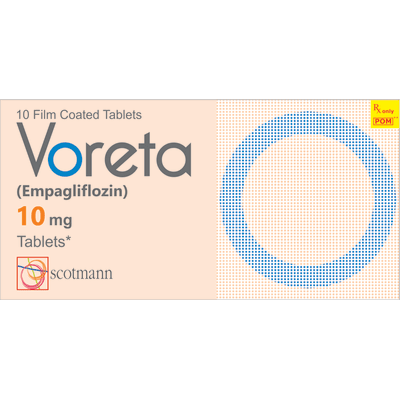 10 Film Coated Tablets
Voreta
(Empagliflozin)
10 mg
Tablets*
scotmann
Rx only
POM